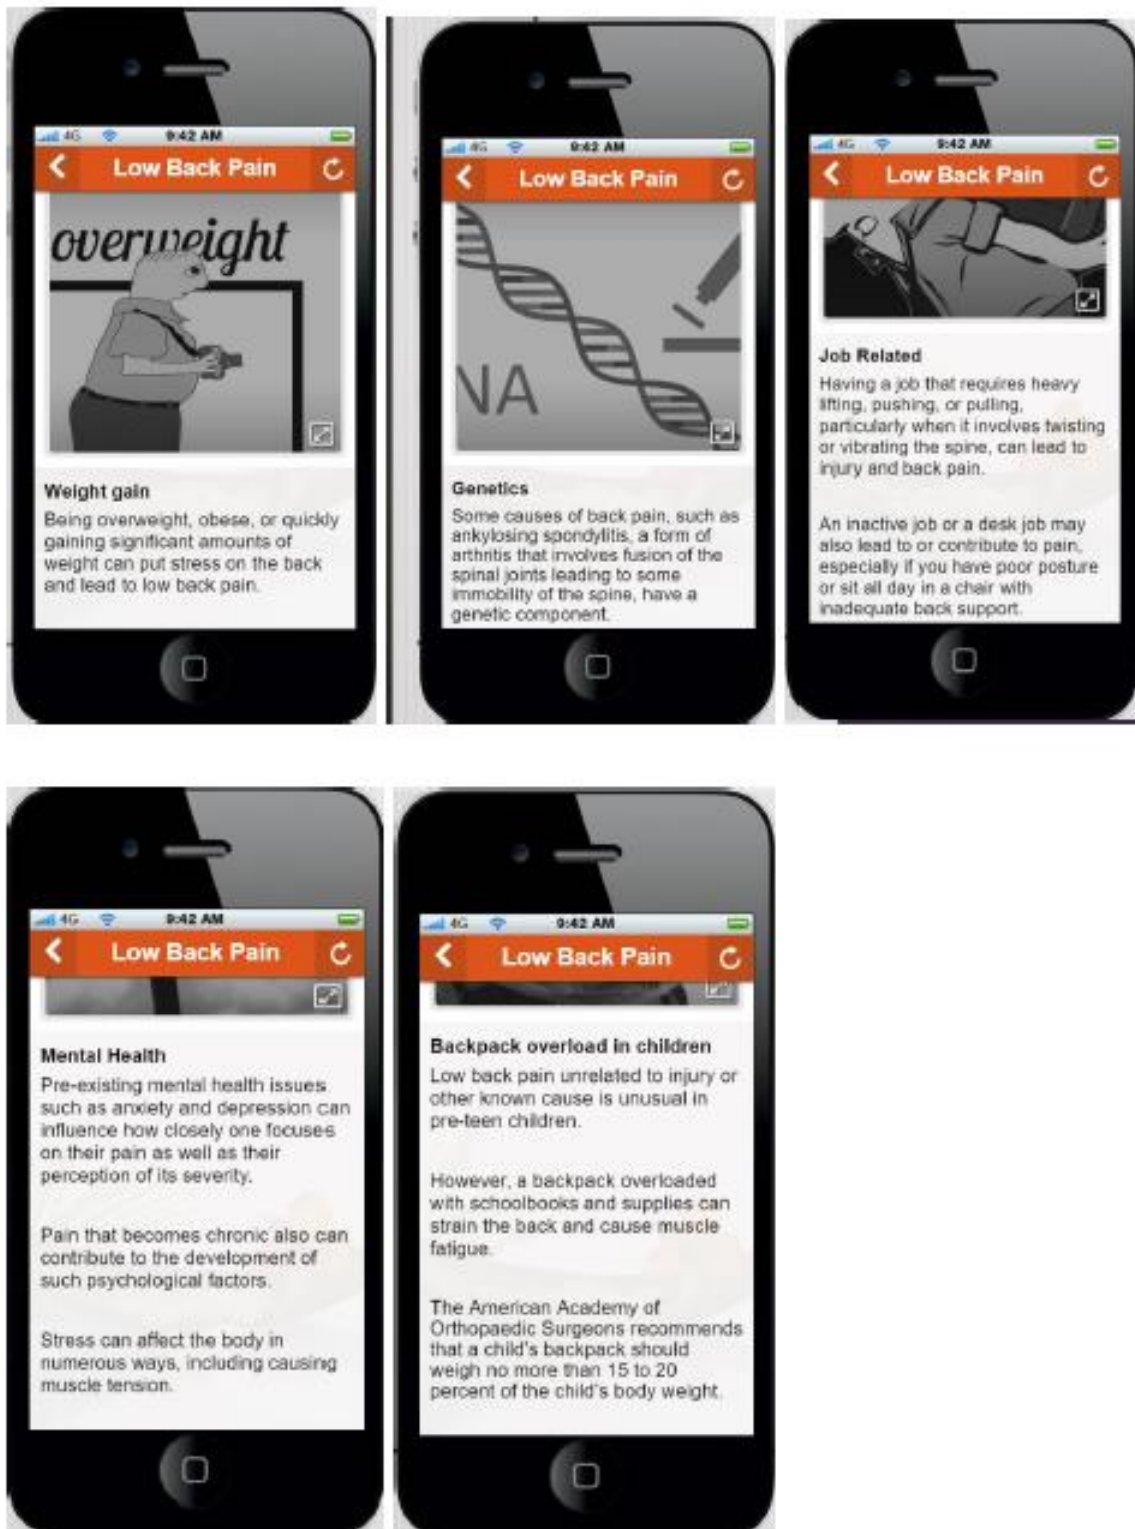 4G 9:42 AM
Low Back Pain
overweight
Weight gain
Being overweight, obese, or quickly
gaining significant amounts of
weight can put stress on the back
and lead to low back pain.
4G 9:42 AM
Low Back Pain
NA
Genetics
Some causes of back pain, such as
ankylosing spondylitis, a form of
arthritis that involves fusion of the
spinal joints leading to some
immobility of the spine, have a
genetic component.
4G 9:42 AM
Low Back Pain
Job Related
Having a job that requires heavy
lifting, pushing, or pulling,
particularly when it involves twisting
or vibrating the spine, can lead to
injury and back pain.
An inactive job or a desk job may
also lead to or contribute to pain,
especially if you have poor posture
or sit all day in a chair with
inadequate back support.
4G 9:42 AM
Low Back Pain
Mental Health
Pre-existing mental health issues
such as anxiety and depression can
influence how closely one focuses
on their pain as well as their
perception of its severity.
Pain that becomes chronic also can
contribute to the development of
such psychological factors.
Stress can affect the body in
numerous ways, including causing
muscle tension.
4G 9:42 AM
Low Back Pain
Backpack overload in children
Low back pain unrelated to injury or
other known cause is unusual in
pre-teen children.
However, a backpack overloaded
with schoolbooks and supplies can
strain the back and cause muscle
fatigue.
The American Academy of
Orthopaedic Surgeons recommends
that a child's backpack should
weigh no more than 15 to 20
percent of the child's body weight.